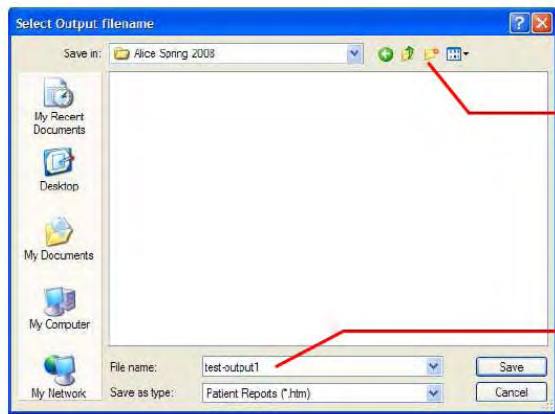 Select Output filename
Save in: Alice Spring 2008
My Recent
Documents
Desktop
My Documents
My Computer
My Network
File name: test-output1 Save
Save as type: Patient Reports (*.htm) Cancel